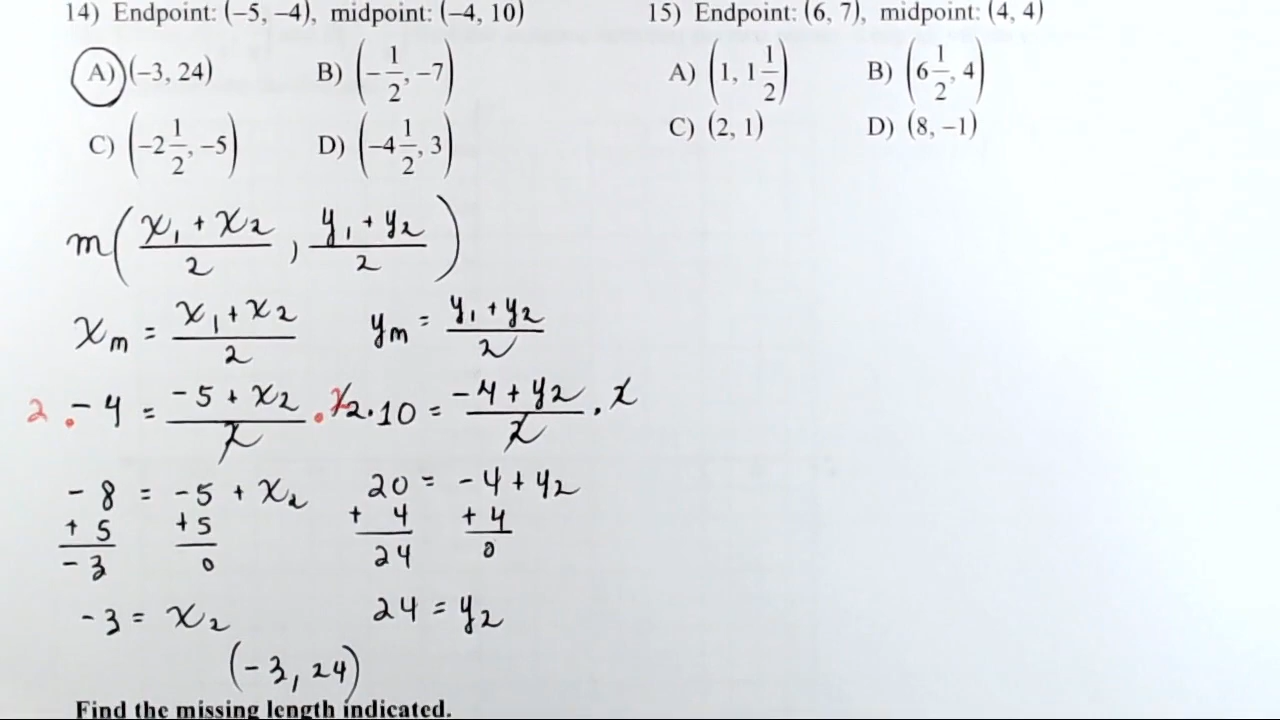 14) Endpoint: (−5, −4), midpoint: (−4, 10)
A) (−3, 24) B) (−1/2, −7)
C) (−2 1/2, −5) D) (−4 1/2, 3)
15) Endpoint: (6, 7), midpoint: (4, 4)
A) (1, 1 1/2) B) (6 1/2, 4)
C) (2, 1) D) (8, −1)
m((x₁ + x₂)/2, (y₁ + y₂)/2)
xₘ = (x₁ + x₂)/2 yₘ = (y₁ + y₂)/2
2 · −4 = (−5 + x₂)/2 · 2 2 · 10 = (−4 + y₂)/2 · 2
−8 = −5 + x₂ 20 = −4 + y₂
+5 +5 + 4 + 4
−3 0 24 0
−3 = x₂ 24 = y₂
(−3, 24)
Find the missing length indicated.